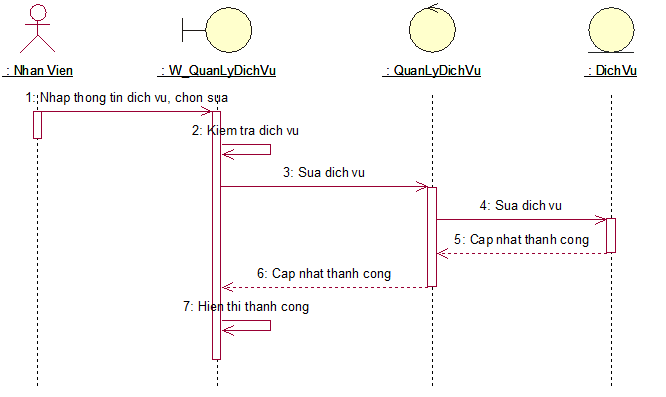 : Nhan Vien
: W_QuanLyDichVu
: QuanLyDichVu
: DichVu
1: Nhap thong tin dich vu, chon sua
2: Kiem tra dich vu
3: Sua dich vu
4: Sua dich vu
5: Cap nhat thanh cong
6: Cap nhat thanh cong
7: Hien thi thanh cong